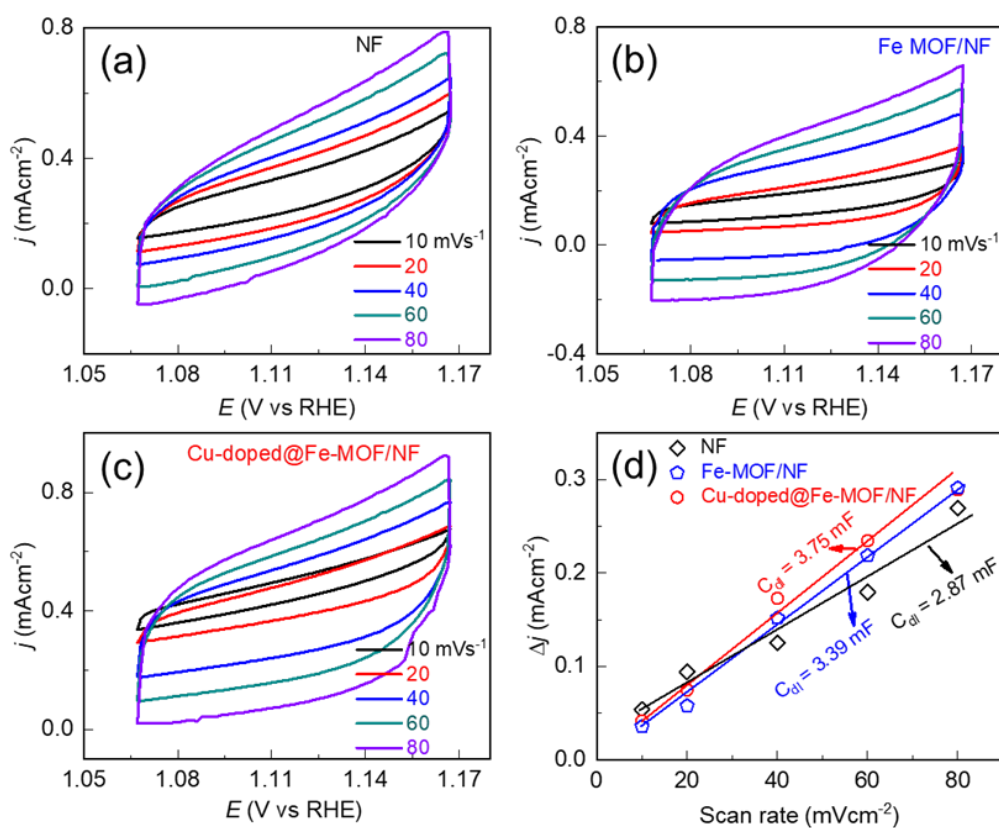 (a)
NF
0.8
0.4
0.0
j (mAcm-2)
10 mVs-1
20
40
60
80
1.05
1.08
1.11
1.14
1.17
E (V vs RHE)
(b)
Fe MOF/NF
0.8
0.4
0.0
-0.4
j (mAcm-2)
10 mVs-1
20
40
60
80
1.05
1.08
1.11
1.14
1.17
E (V vs RHE)
(c)
Cu-doped@Fe-MOF/NF
0.8
0.4
0.0
j (mAcm-2)
10 mVs-1
20
40
60
80
1.05
1.08
1.11
1.14
1.17
E (V vs RHE)
(d)
NF
Fe-MOF/NF
Cu-doped@Fe-MOF/NF
0.3
0.2
0.1
0.0
Δj (mAcm-2)
Cdl = 3.75 mF
Cdl = 3.39 mF
Cdl = 2.87 mF
0
20
40
60
80
Scan rate (mVcm-2)